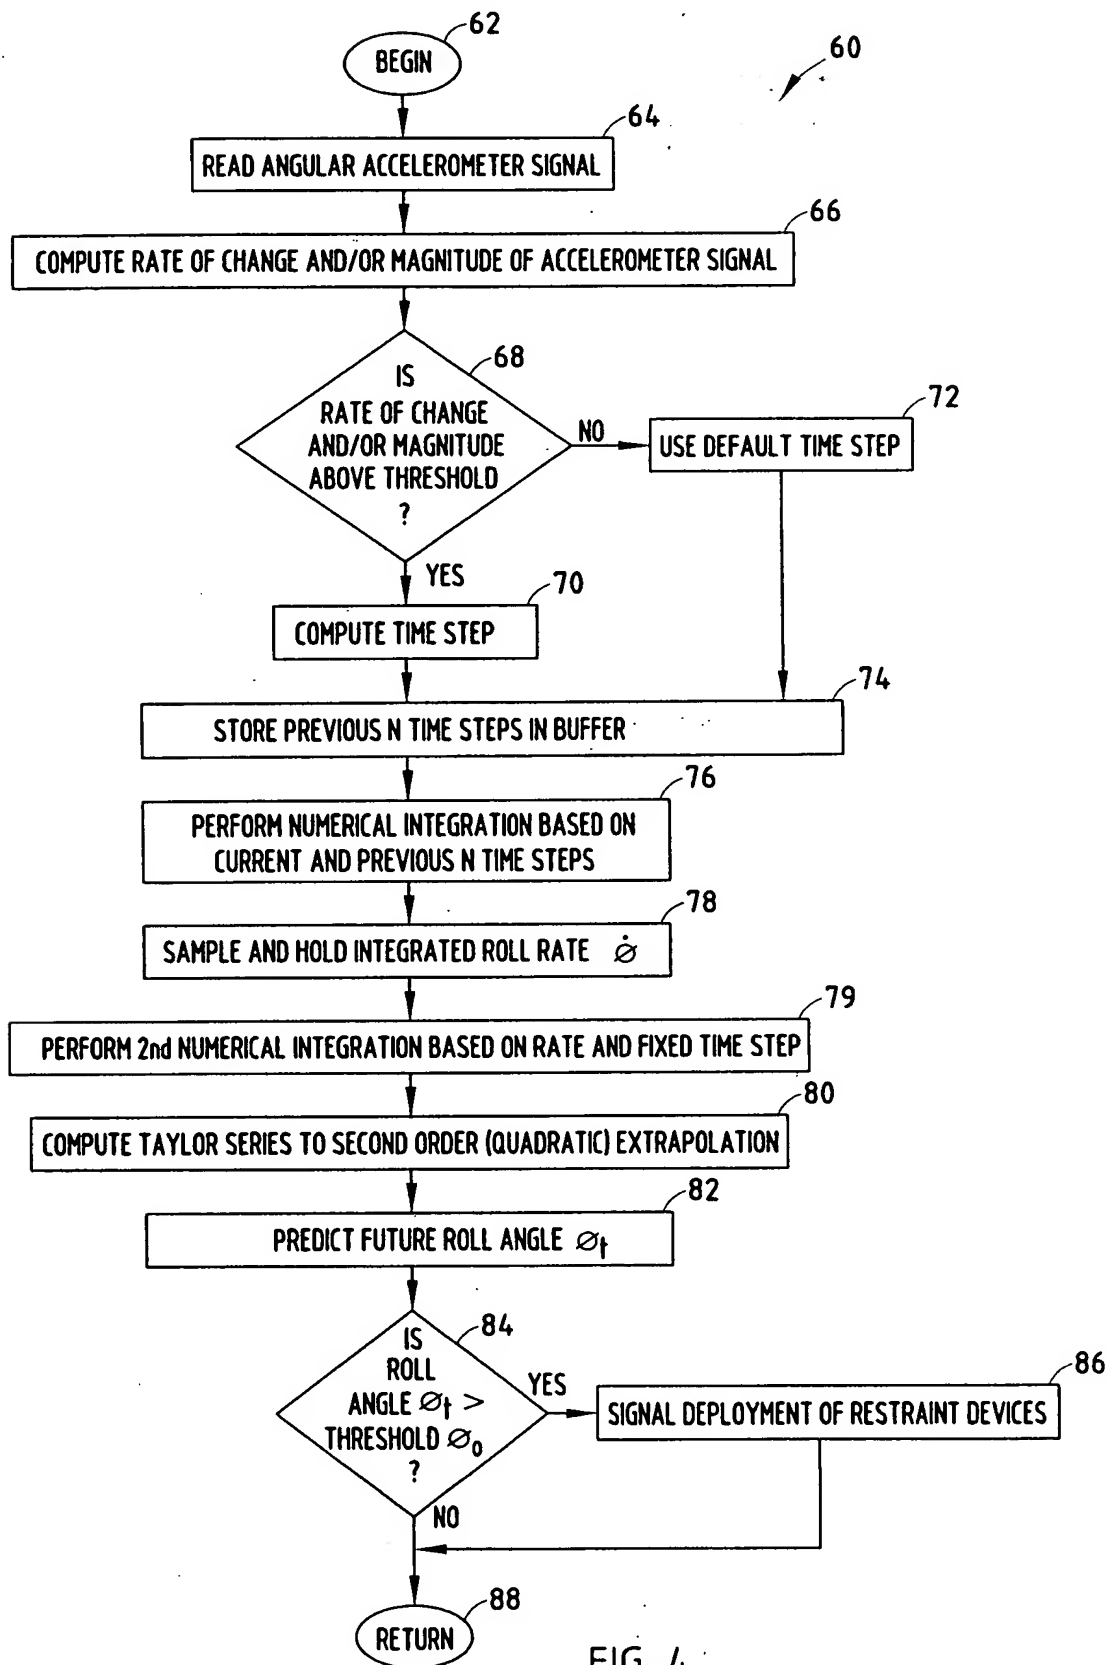 62
BEGIN
60
64
READ ANGULAR ACCELEROMETER SIGNAL
66
COMPUTE RATE OF CHANGE AND/OR MAGNITUDE OF ACCELEROMETER SIGNAL
68
IS
RATE OF CHANGE
AND/OR MAGNITUDE
ABOVE THRESHOLD
?
NO
72
USE DEFAULT TIME STEP
YES
70
COMPUTE TIME STEP
74
STORE PREVIOUS N TIME STEPS IN BUFFER
76
PERFORM NUMERICAL INTEGRATION BASED ON
CURRENT AND PREVIOUS N TIME STEPS
78
SAMPLE AND HOLD INTEGRATED ROLL RATE ∅̇
79
PERFORM 2nd NUMERICAL INTEGRATION BASED ON RATE AND FIXED TIME STEP
80
COMPUTE TAYLOR SERIES TO SECOND ORDER (QUADRATIC) EXTRAPOLATION
82
PREDICT FUTURE ROLL ANGLE ∅t
84
IS
ROLL
ANGLE ∅t >
THRESHOLD ∅o
?
YES
86
SIGNAL DEPLOYMENT OF RESTRAINT DEVICES
NO
88
RETURN
FIG. 4